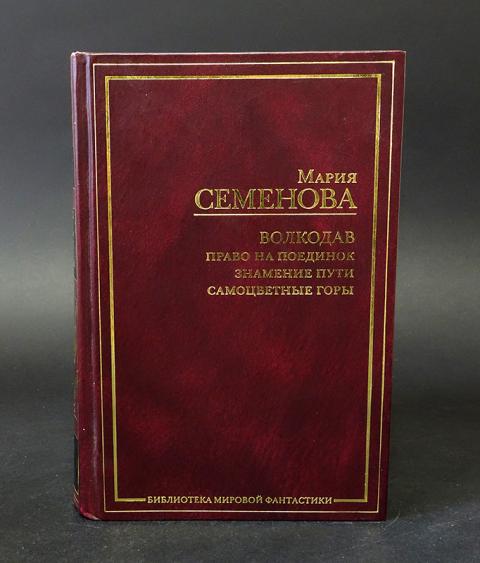 Мария
СЕМЕНОВА
ВОЛКОДАВ
ПРАВО НА ПОЕДИНОК
ЗНАМЕНИЕ ПУТИ
САМОЦВЕТНЫЕ ГОРЫ
БИБЛИОТЕКА МИРОВОЙ ФАНТАСТИКИ